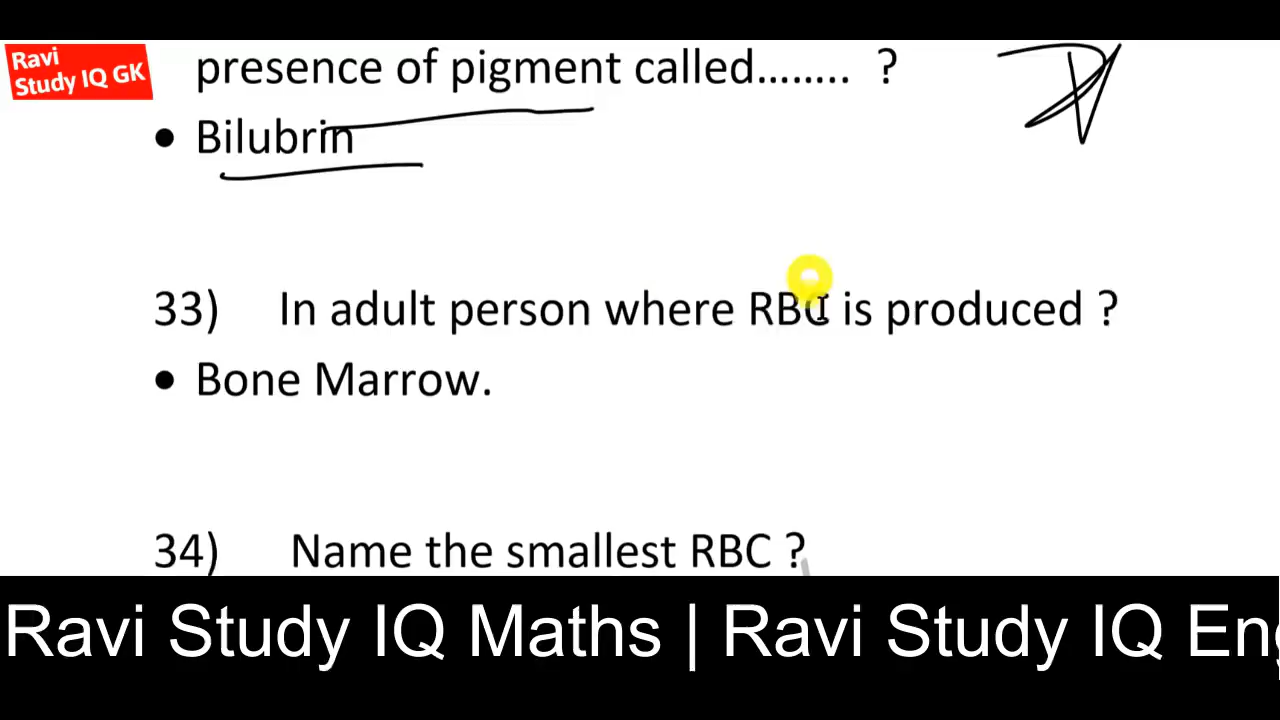 Ravi
Study IQ GK
presence of pigment called........ ?
• Bilubrin
33) In adult person where RBC is produced ?
• Bone Marrow.
34) Name the smallest RBC ?
Ravi Study IQ Maths | Ravi Study IQ Eng